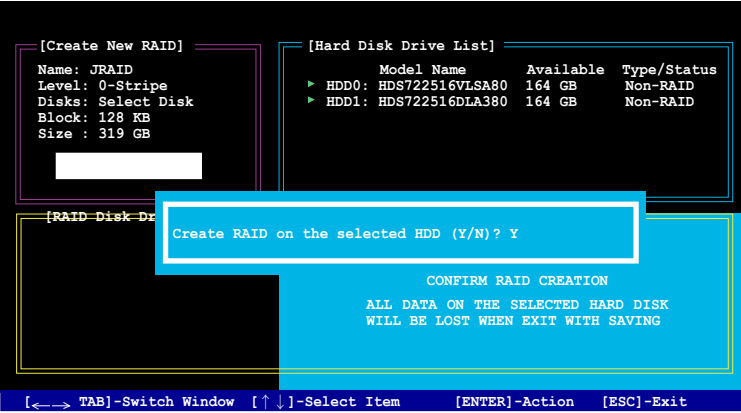 [Create New RAID]
Name: JRAID
Level: 0-Stripe
Disks: Select Disk
Block: 128 KB
Size : 319 GB
[Hard Disk Drive List]
Model Name Available Type/Status
HDD0: HDS722516VLSA80 164 GB Non-RAID
HDD1: HDS722516DLA380 164 GB Non-RAID
[RAID Disk Dr
Create RAID on the selected HDD (Y/N)? Y
CONFIRM RAID CREATION
ALL DATA ON THE SELECTED HARD DISK
WILL BE LOST WHEN EXIT WITH SAVING
[←→ TAB]-Switch Window [↑↓]-Select Item [ENTER]-Action [ESC]-Exit